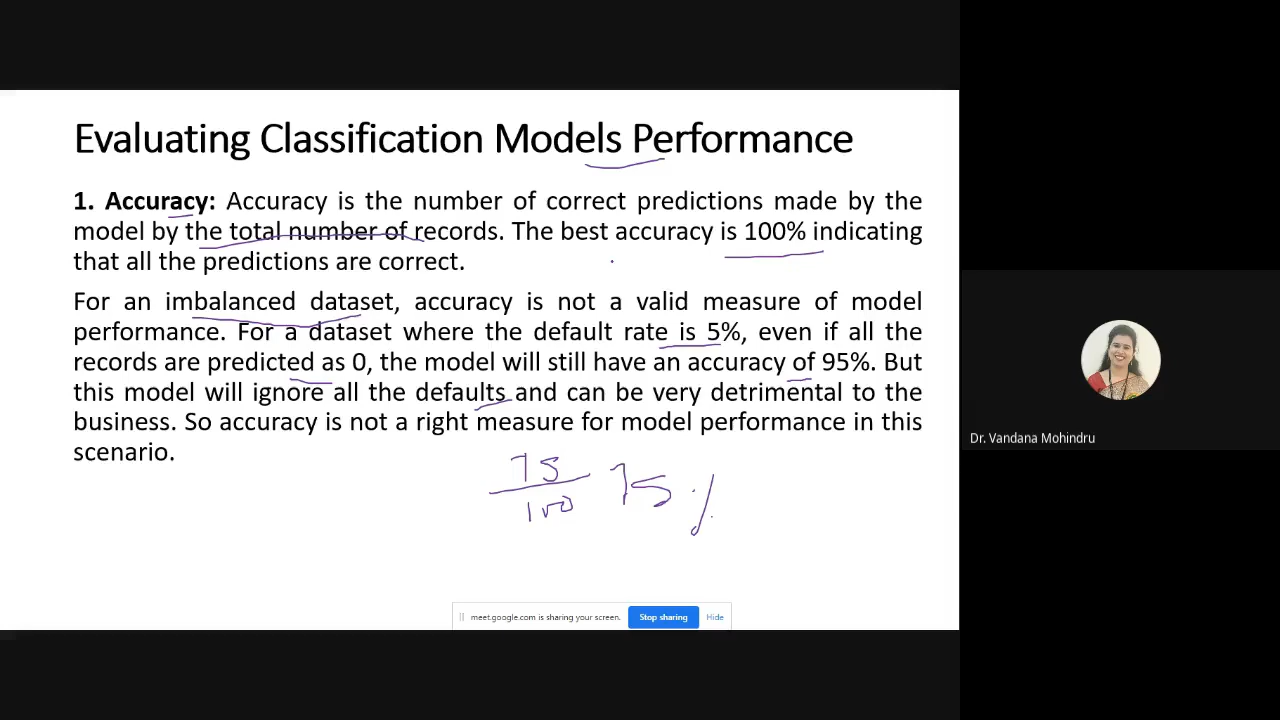 Evaluating Classification Models Performance
1. Accuracy: Accuracy is the number of correct predictions made by the
model by the total number of records. The best accuracy is 100% indicating
that all the predictions are correct.
For an imbalanced dataset, accuracy is not a valid measure of model
performance. For a dataset where the default rate is 5%, even if all the
records are predicted as 0, the model will still have an accuracy of 95%. But
this model will ignore all the defaults and can be very detrimental to the
business. So accuracy is not a right measure for model performance in this
scenario.
75
100
75%
meet.google.com is sharing your screen. Stop sharing Hide
Dr. Vandana Mohindru